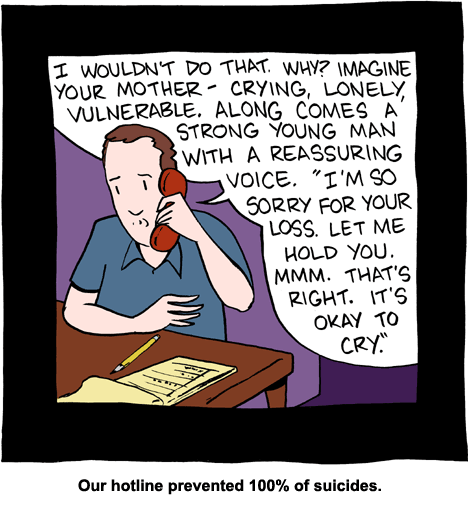 I WOULDN'T DO THAT. WHY? IMAGINE
YOUR MOTHER - CRYING, LONELY,
VULNERABLE. ALONG COMES A
STRONG YOUNG MAN
WITH A REASSURING
VOICE. "I'M SO
SORRY FOR YOUR
LOSS. LET ME
HOLD YOU.
MMM. THAT'S
RIGHT. IT'S
OKAY TO
CRY."
Our hotline prevented 100% of suicides.